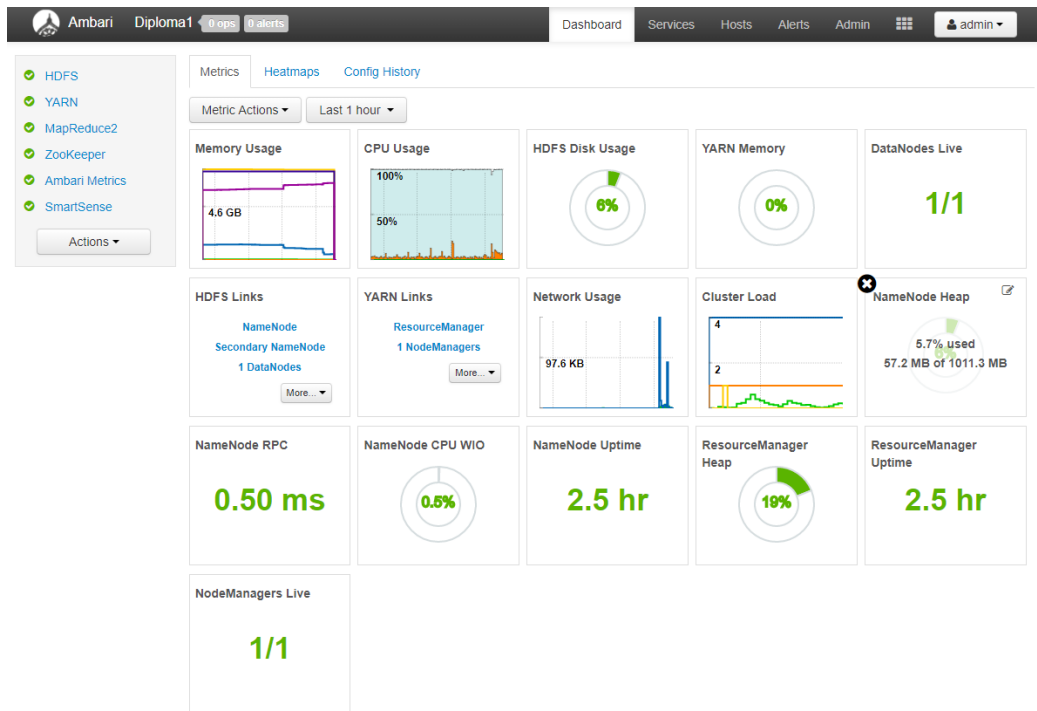 Ambari Diploma1 0 ops 0 alerts Dashboard Services Hosts Alerts Admin admin
HDFS
YARN
MapReduce2
ZooKeeper
Ambari Metrics
SmartSense
Actions
Metrics Heatmaps Config History
Metric Actions Last 1 hour
Memory Usage
4.6 GB
CPU Usage
100%
50%
HDFS Disk Usage
6%
YARN Memory
0%
DataNodes Live
1/1
HDFS Links
NameNode
Secondary NameNode
1 DataNodes
More...
YARN Links
ResourceManager
1 NodeManagers
More...
Network Usage
97.6 KB
Cluster Load
4
2
NameNode Heap
5.7% used
6%
57.2 MB of 1011.3 MB
NameNode RPC
0.50 ms
NameNode CPU WIO
0.5%
NameNode Uptime
2.5 hr
ResourceManager
Heap
19%
ResourceManager
Uptime
2.5 hr
NodeManagers Live
1/1